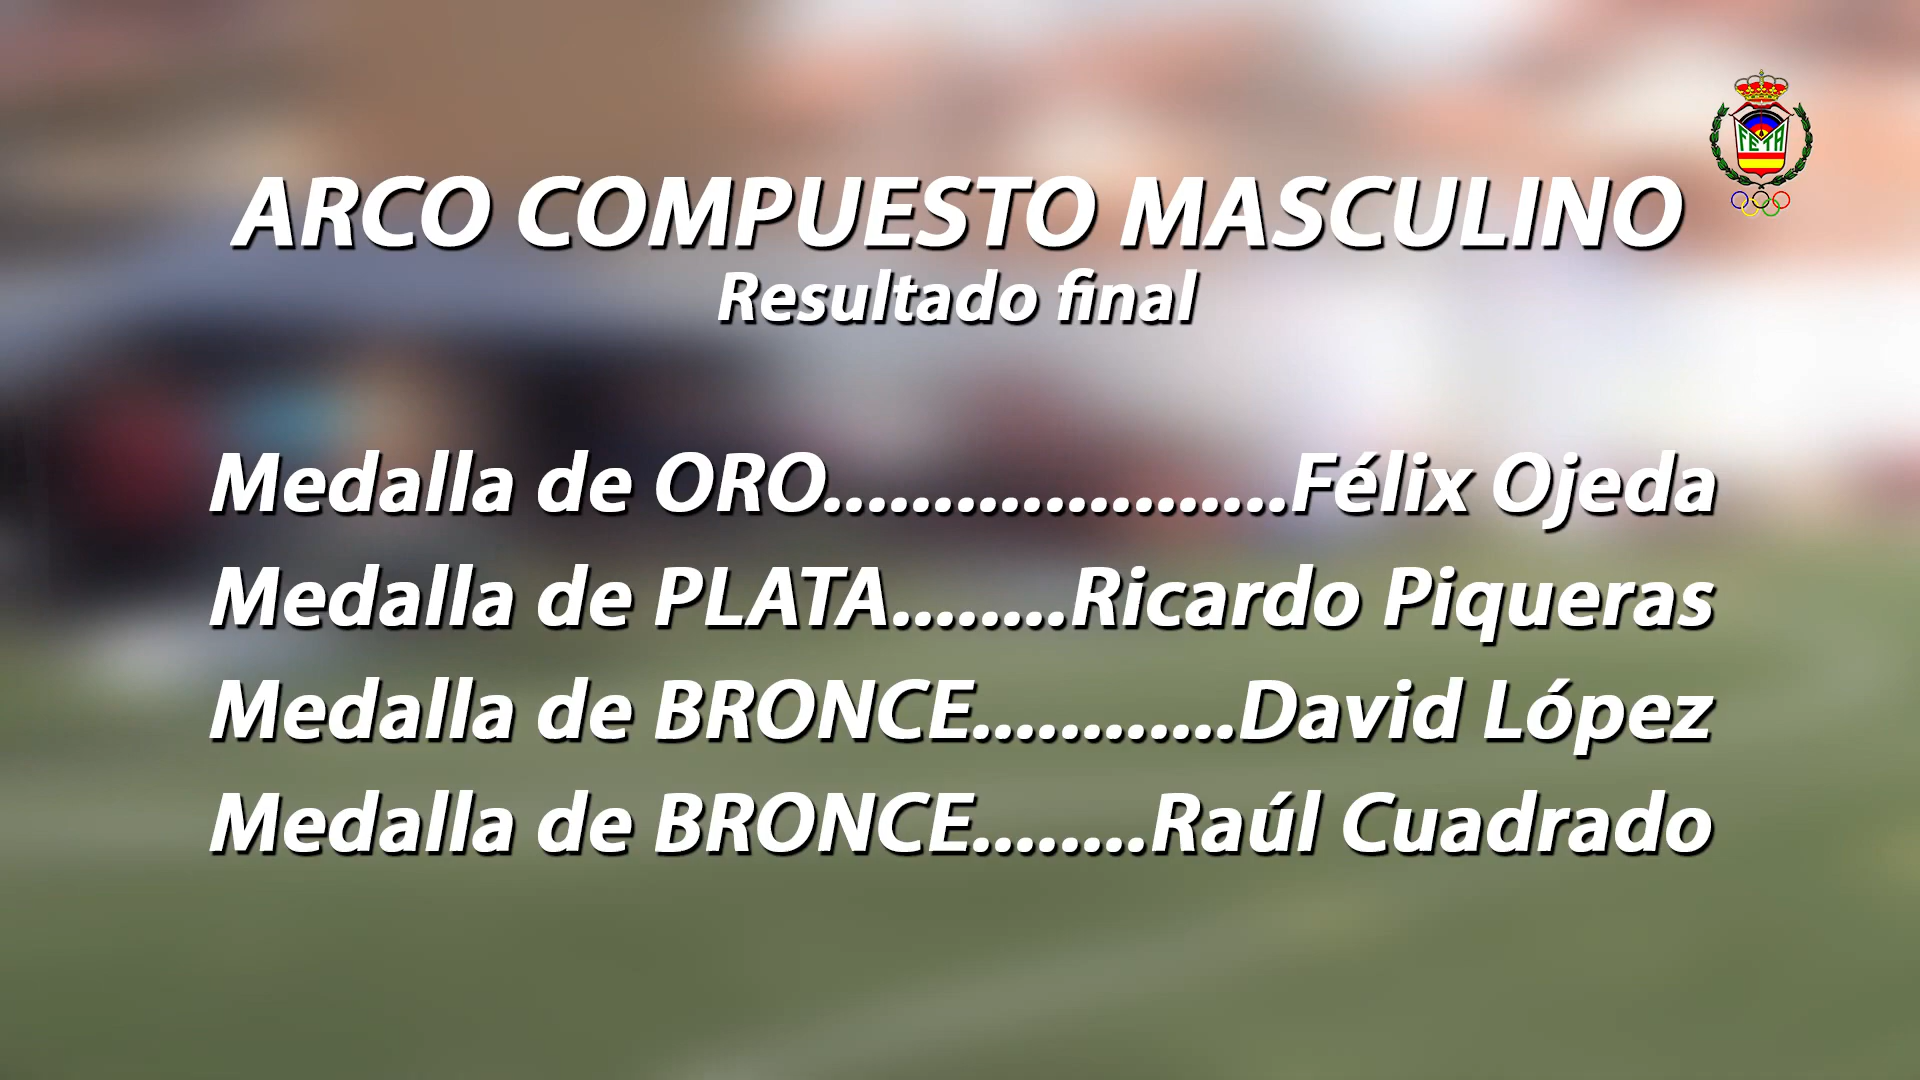 FETA
ARCO COMPUESTO MASCULINO
Resultado final
Medalla de ORO.....................Félix Ojeda
Medalla de PLATA........Ricardo Piqueras
Medalla de BRONCE............David López
Medalla de BRONCE........Raúl Cuadrado